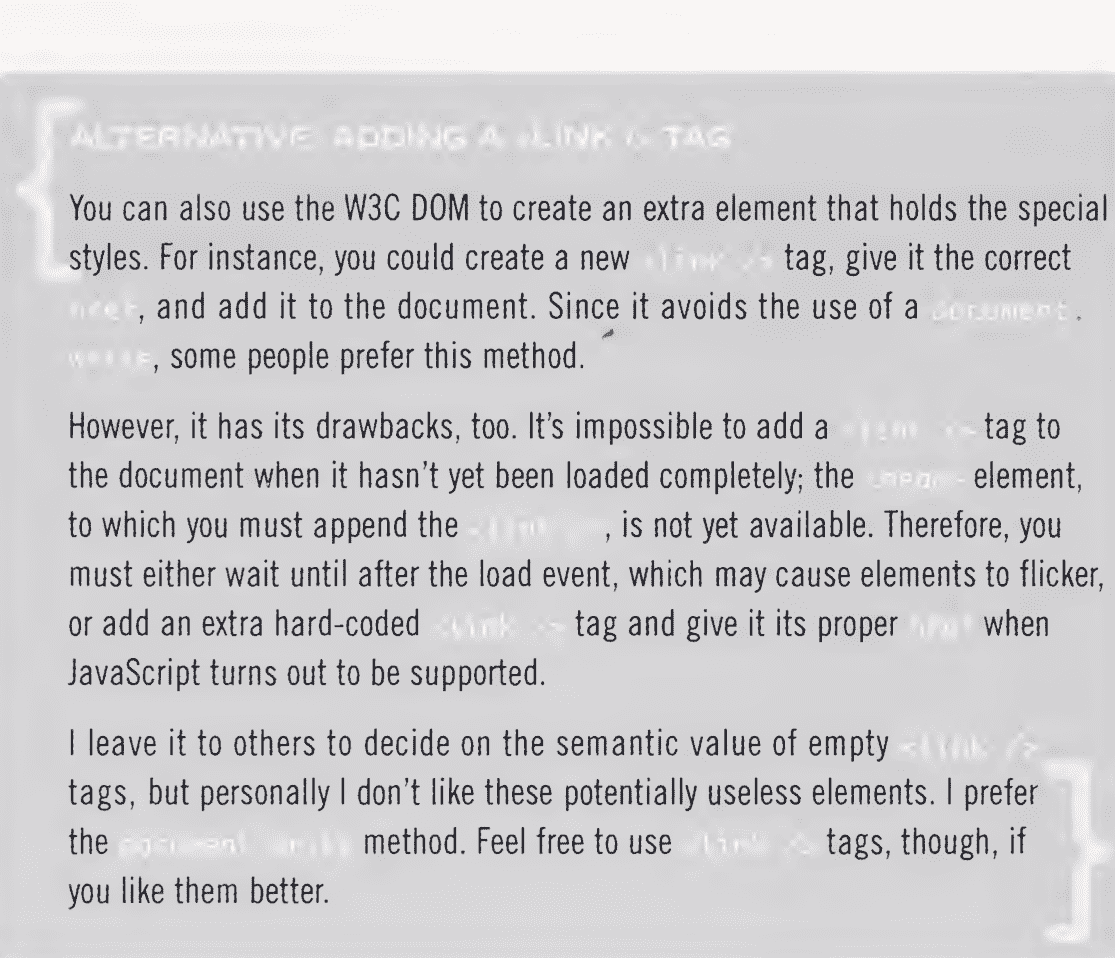 ALTERNATIVE: ADDING A <LINK /> TAG
You can also use the W3C DOM to create an extra element that holds the special
styles. For instance, you could create a new <link /> tag, give it the correct
href, and add it to the document. Since it avoids the use of a document.
write, some people prefer this method.
However, it has its drawbacks, too. It's impossible to add a <link /> tag to
the document when it hasn't yet been loaded completely; the <head> element,
to which you must append the <link />, is not yet available. Therefore, you
must either wait until after the load event, which may cause elements to flicker,
or add an extra hard-coded <link /> tag and give it its proper href when
JavaScript turns out to be supported.
I leave it to others to decide on the semantic value of empty <link />
tags, but personally I don't like these potentially useless elements. I prefer
the document.write method. Feel free to use <link /> tags, though, if
you like them better.